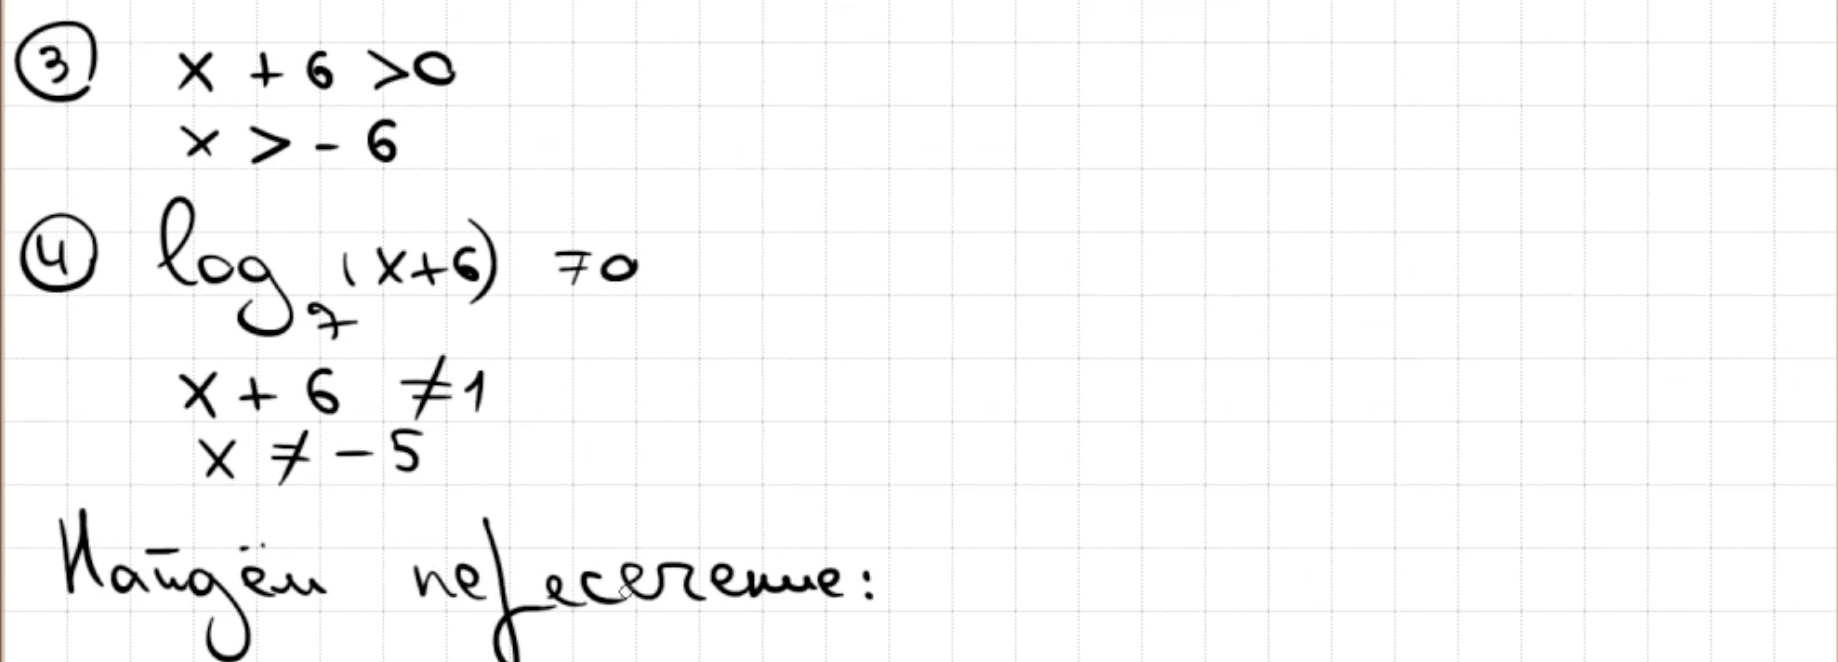 ③ x + 6 > 0
x > - 6
④ log₇(x+6) ≠ 0
x + 6 ≠ 1
x ≠ - 5
Найдём пересечение: